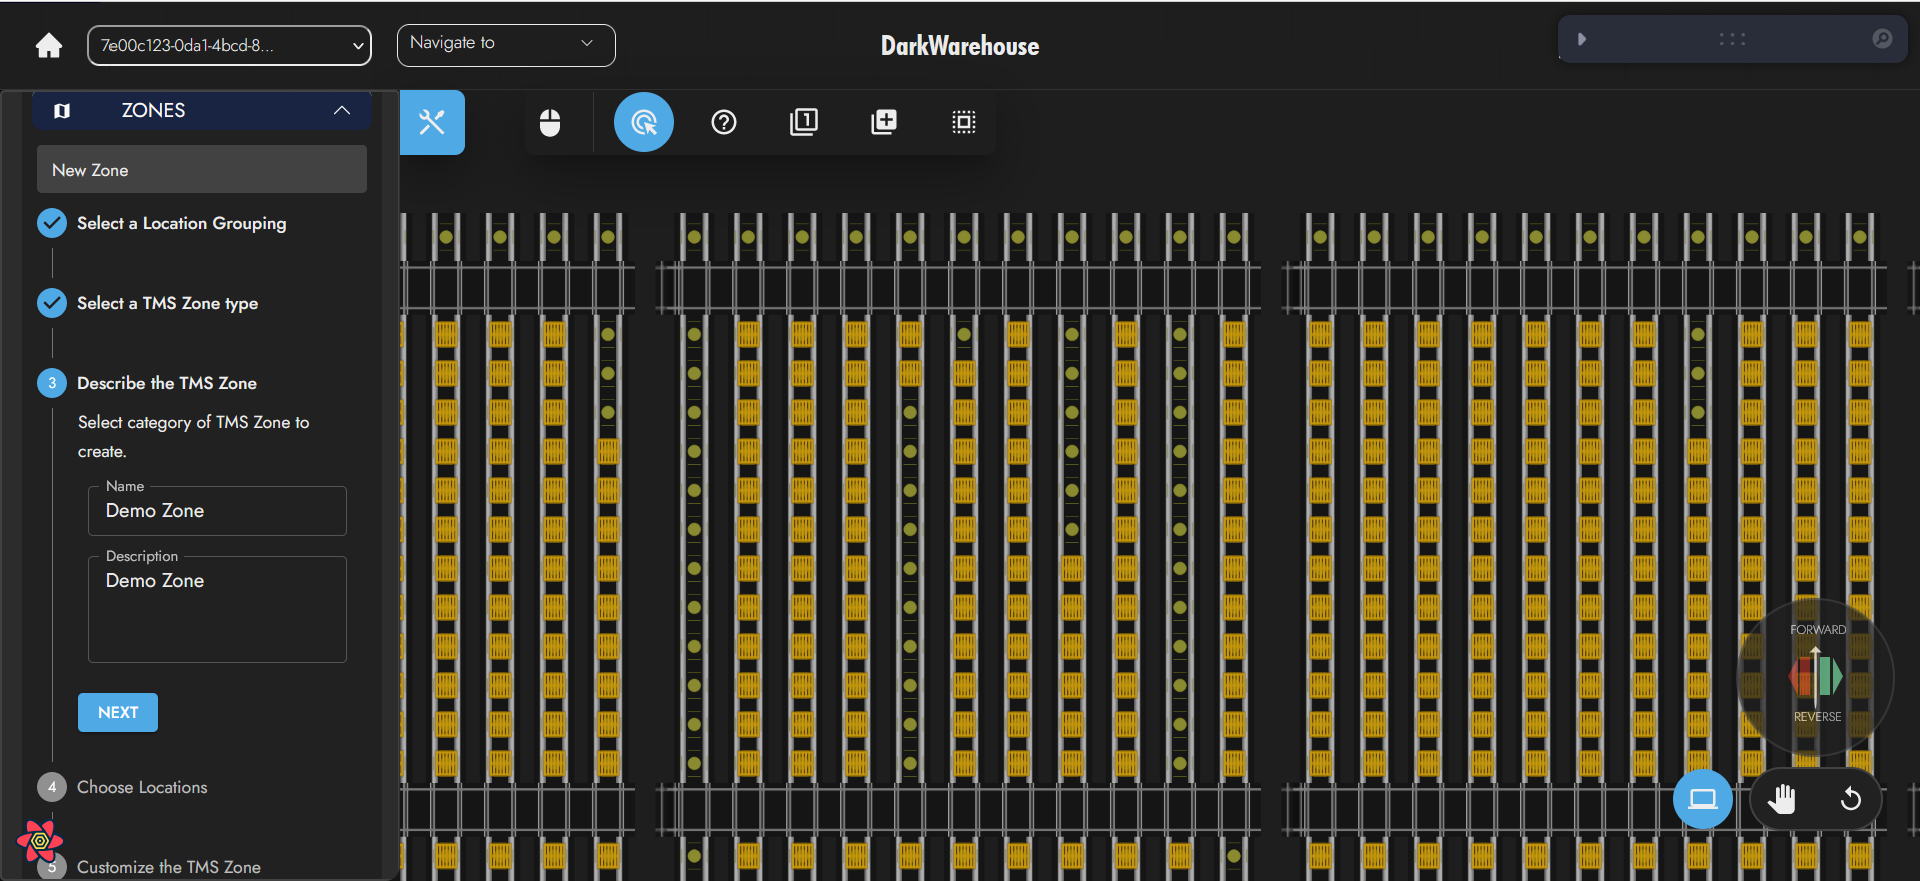 7e00c123-0da1-4bcd-8...
Navigate to
DarkWarehouse
ZONES
1
New Zone
Select a Location Grouping
Select a TMS Zone type
3 Describe the TMS Zone
Select category of TMS Zone to
create.
Name
Demo Zone
Description
Demo Zone
NEXT
4 Choose Locations
5 Customize the TMS Zone
FORWARD
REVERSE